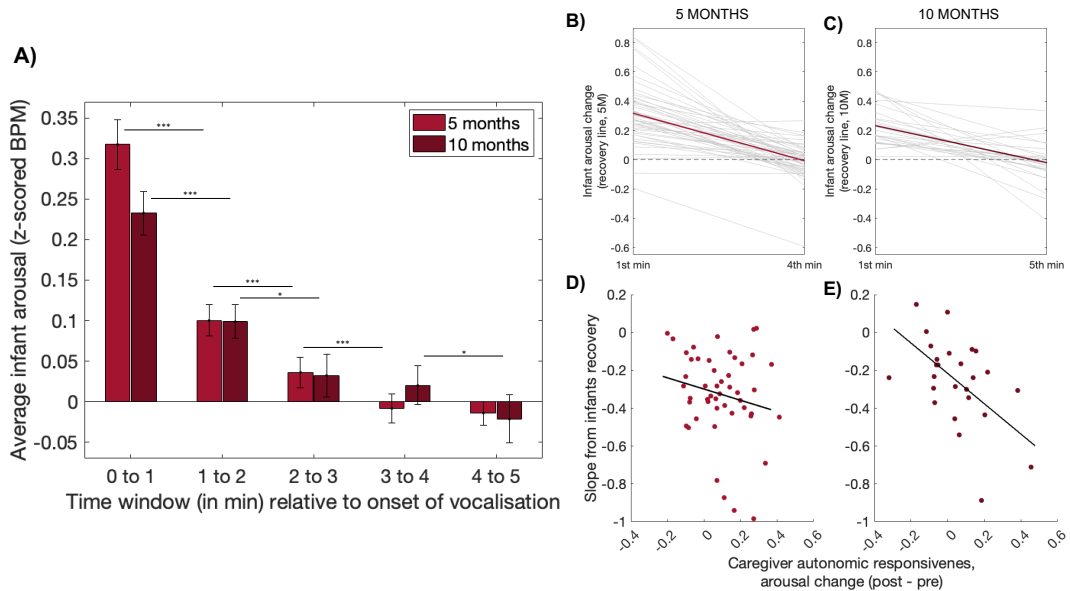 A)
Average infant arousal (z-scored BPM)
0.35
0.3
0.25
0.2
0.15
0.1
0.05
0
-0.05
***
***
***
*
***
*
5 months
10 months
0 to 1
1 to 2
2 to 3
3 to 4
4 to 5
Time window (in min) relative to onset of vocalisation
B)
5 MONTHS
Infant arousal change
(recovery line, 5M)
0.8
0.6
0.4
0.2
0
-0.2
-0.4
-0.6
1st min
4th min
C)
10 MONTHS
Infant arousal change
(recovery line, 10M)
0.8
0.6
0.4
0.2
0
-0.2
-0.4
-0.6
1st min
5th min
D)
Slope from infants recovery
0.2
0
-0.2
-0.4
-0.6
-0.8
-1
-0.4
-0.2
0
0.2
0.4
0.6
E)
0.2
0
-0.2
-0.4
-0.6
-0.8
-1
-0.4
-0.2
0
0.2
0.4
0.6
Caregiver autonomic responsivenes,
arousal change (post - pre)